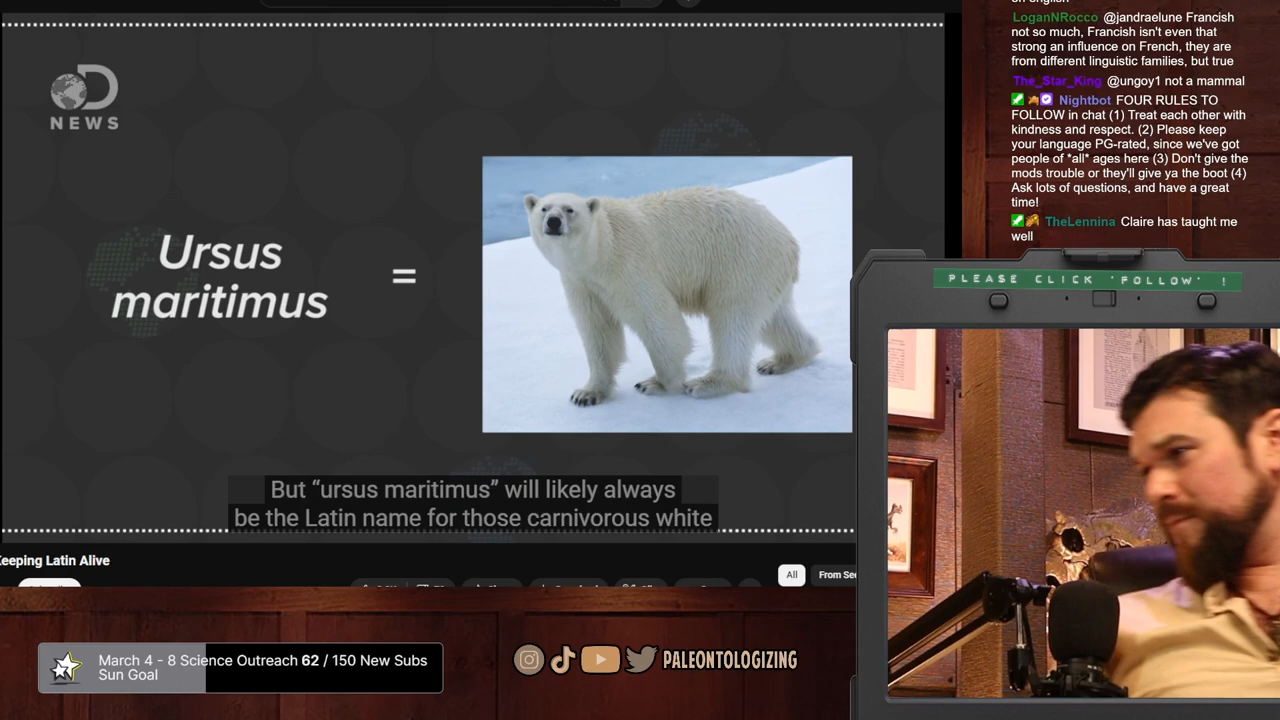 LoganNRocco @jandraelune Francish
not so much, Francish isn't even that
strong an influence on French, they are
from different linguistic families, but true
The_Star_King @ungoy1 not a mammal
Nightbot FOUR RULES TO
FOLLOW in chat (1) Treat each other with
kindness and respect. (2) Please keep
your language PG-rated, since we've got
people of *all* ages here (3) Don't give the
mods trouble or they'll give ya the boot (4)
Ask lots of questions, and have a great
time!
TheLennina Claire has taught me
well
D
NEWS
Ursus
maritimus
=
But “ursus maritimus” will likely always
be the Latin name for those carnivorous white
PLEASE CLICK 'FOLLOW' !
Keeping Latin Alive
All
From
March 4 - 8 Science Outreach 62 / 150 New Subs
Sun Goal
PALEONTOLOGIZING